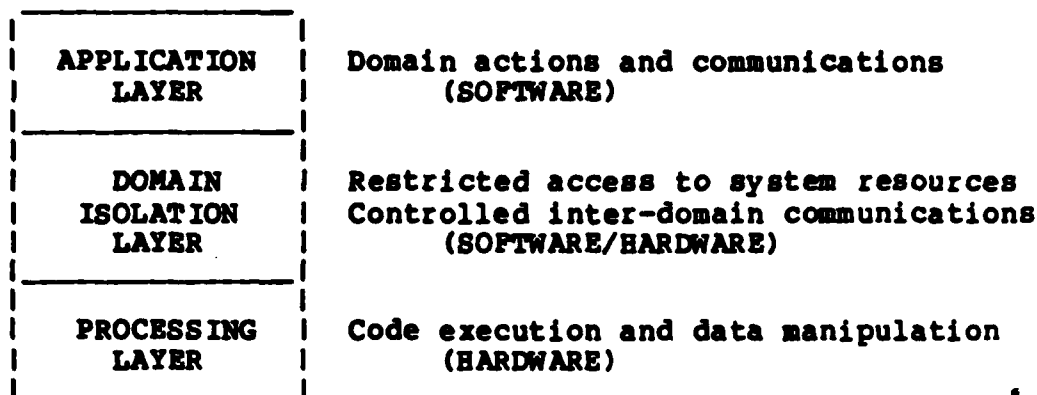 APPLICATION Domain actions and communications
LAYER (SOFTWARE)
DOMAIN Restricted access to system resources
ISOLATION Controlled inter-domain communications
LAYER (SOFTWARE/HARDWARE)
PROCESSING Code execution and data manipulation
LAYER (HARDWARE)